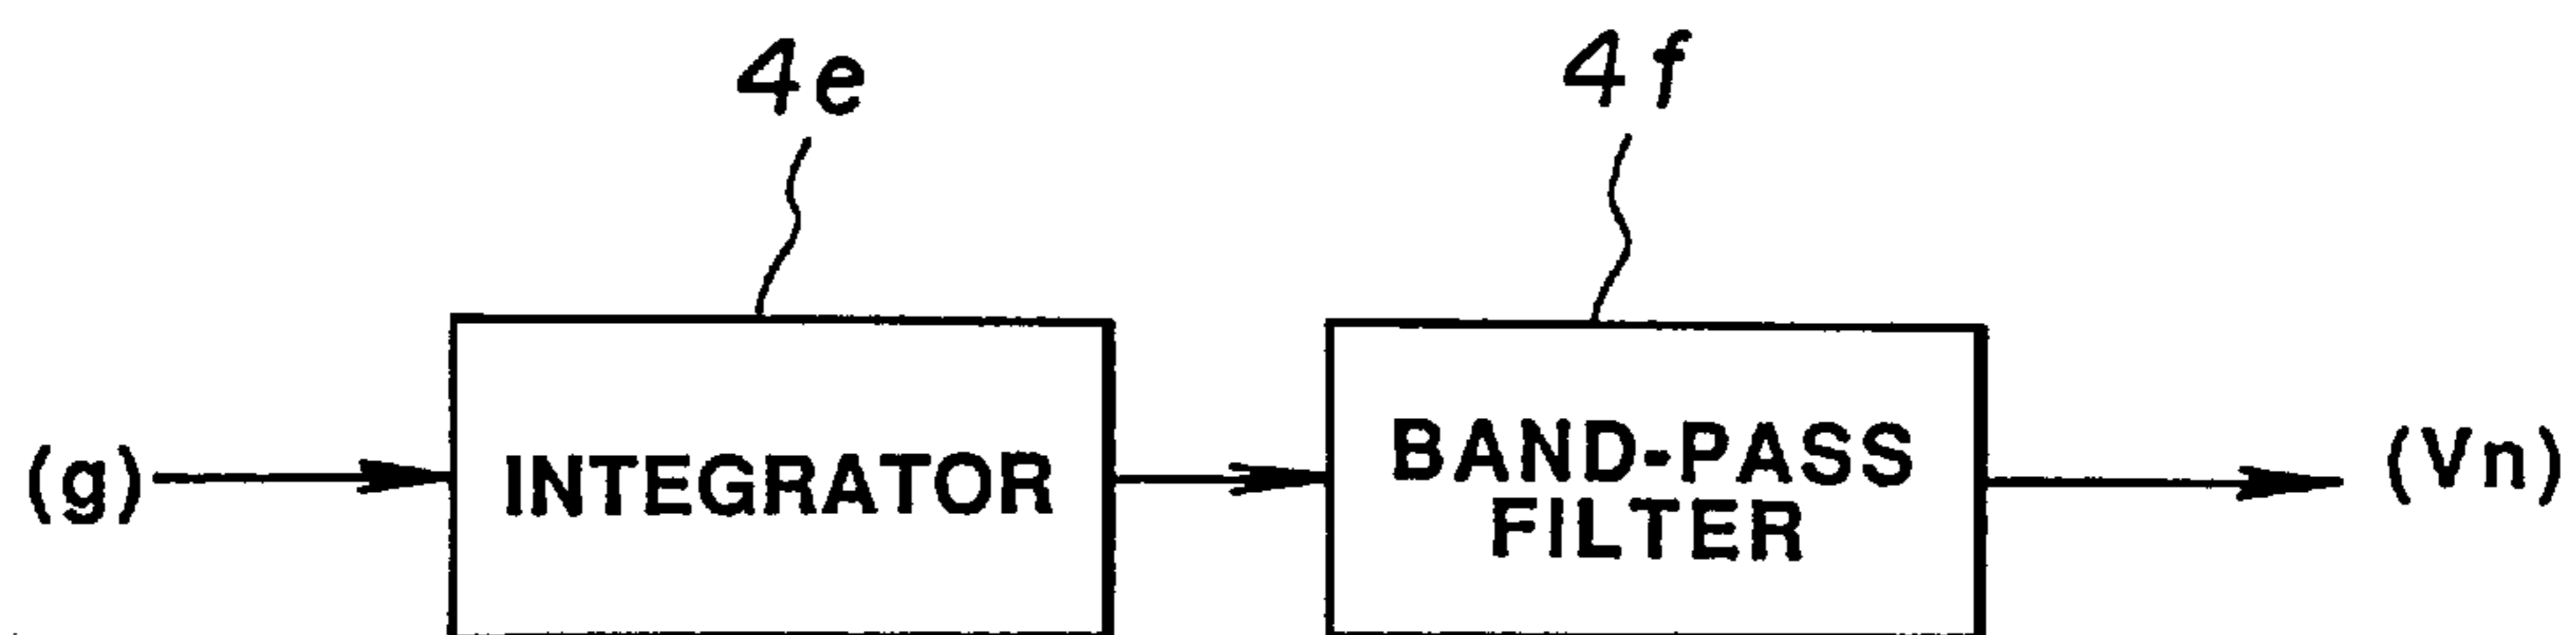 4e
4f
(g)
INTEGRATOR
BAND-PASS
FILTER
(Vn)